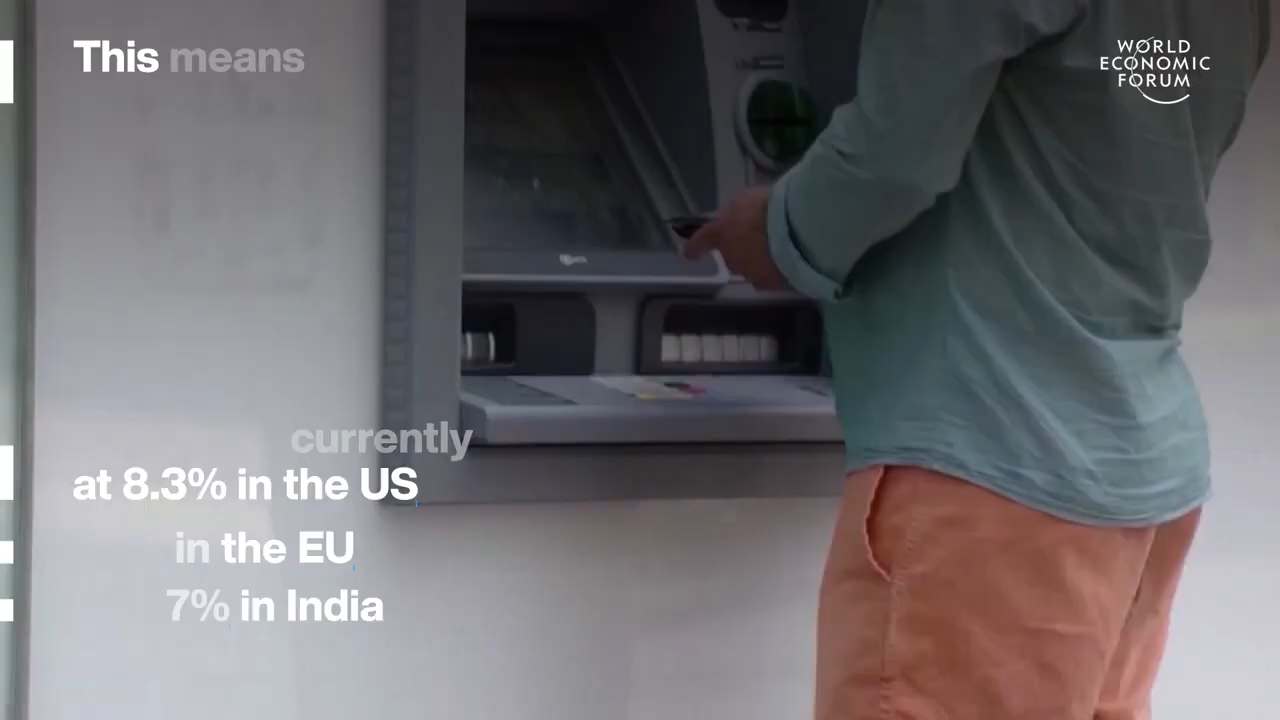 This means
WORLD
ECONOMIC
FORUM
currently
at 8.3% in the US
in the EU
7% in India